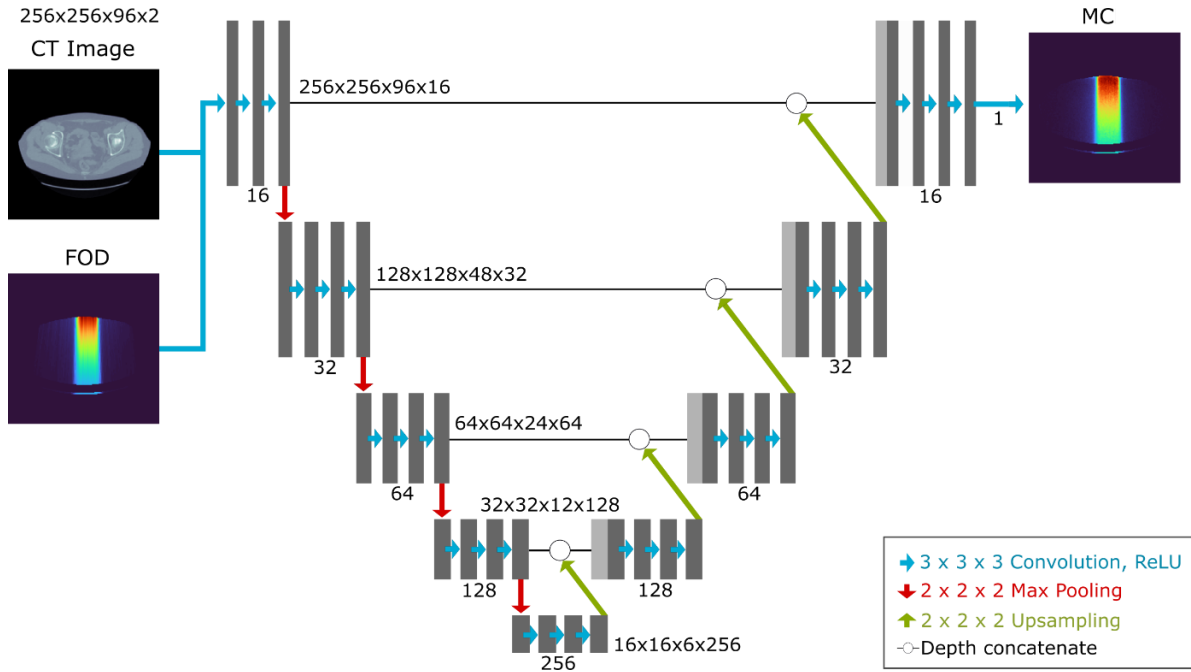 256x256x96x2
CT Image
MC
256x256x96x16
1
16
16
FOD
128x128x48x32
32
32
64x64x24x64
64
64
32x32x12x128
128
128
256
16x16x6x256
3 x 3 x 3 Convolution, ReLU
2 x 2 x 2 Max Pooling
2 x 2 x 2 Upsampling
Depth concatenate